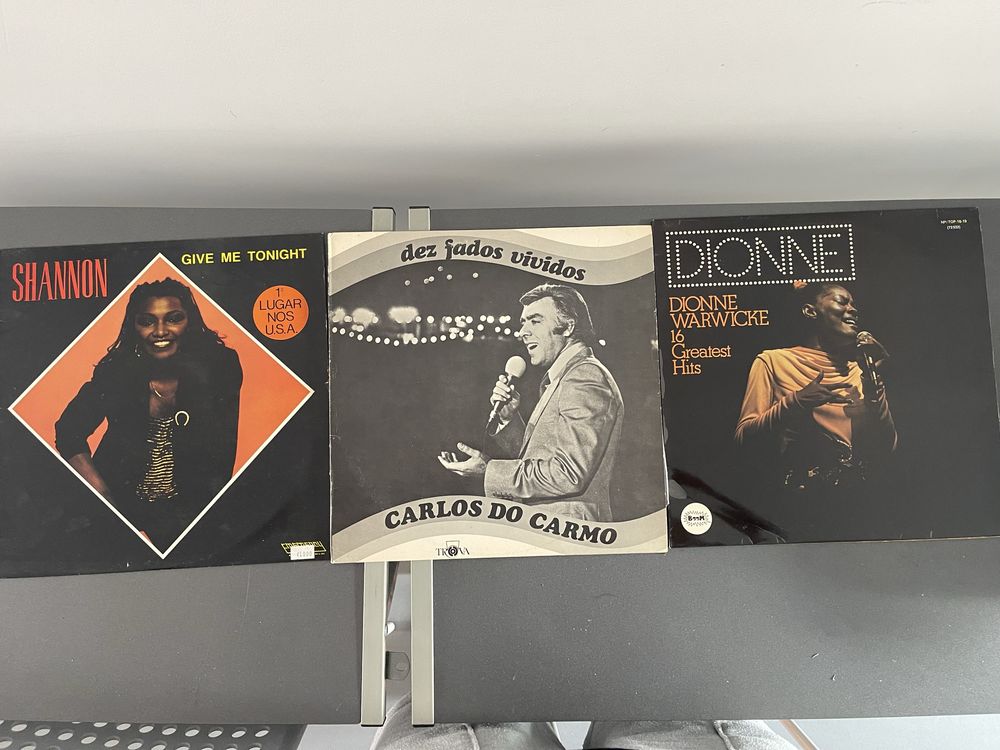 SHANNON
GIVE ME TONIGHT
1º
LUGAR
NOS
U.S.A.
dez fados vividos
CARLOS DO CARMO
TROVA
DIONNE
DIONNE
WARWICKE
16
Greatest
Hits
BOOM